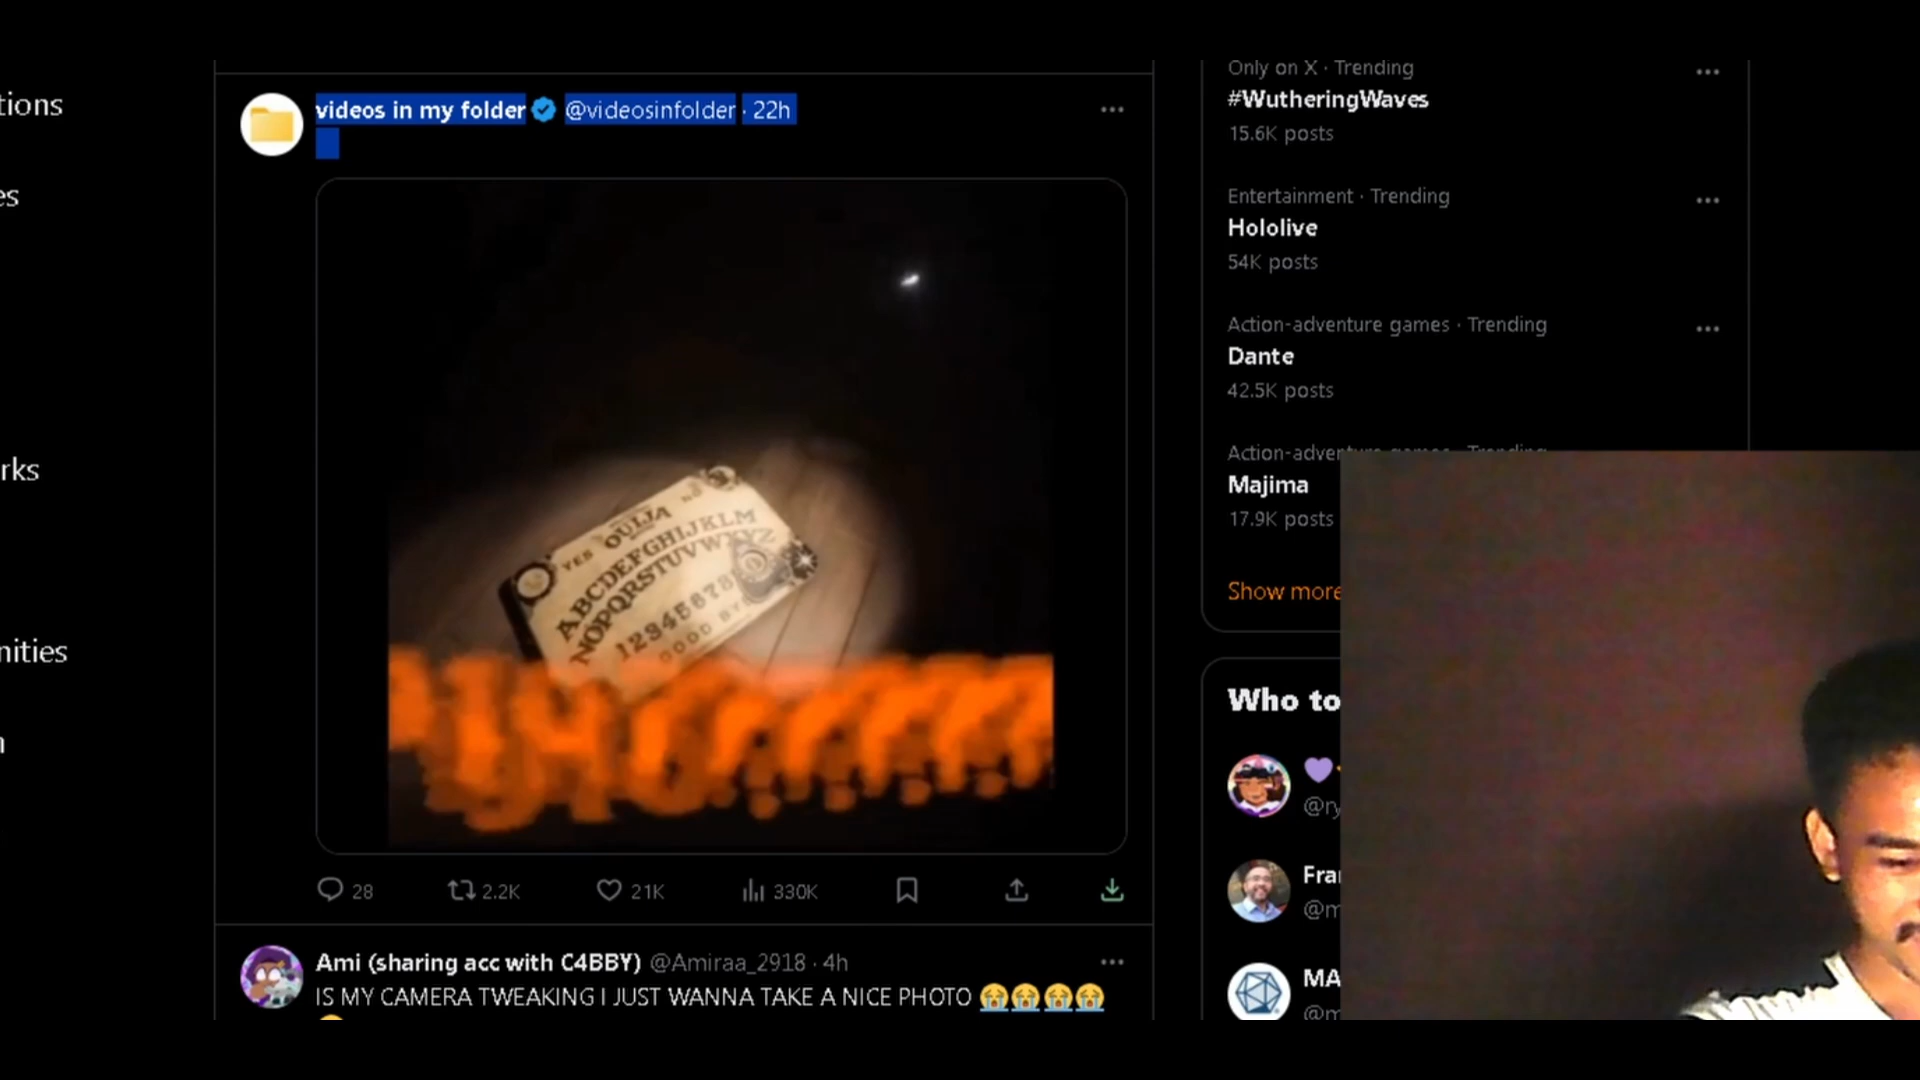 tions
es
rks
nities
n
videos in my folder @videosinfolder · 22h
OUIJA
YES
NO
ABCDEFGHIJKLM
NOPQRSTUVWXYZ
12345678
GOOD BY
28
2.2K
21K
330K
Ami (sharing acc with C4BBY) @Amiraa_2918 · 4h
IS MY CAMERA TWEAKING I JUST WANNA TAKE A NICE PHOTO 😭😭😭😭
Only on X · Trending
#WutheringWaves
15.6K posts
Entertainment · Trending
Hololive
54K posts
Action-adventure games · Trending
Dante
42.5K posts
Action-adventure games · Trending
Majima
17.9K posts
Show more
Who to
@ry
Fra
@m
MA
@m